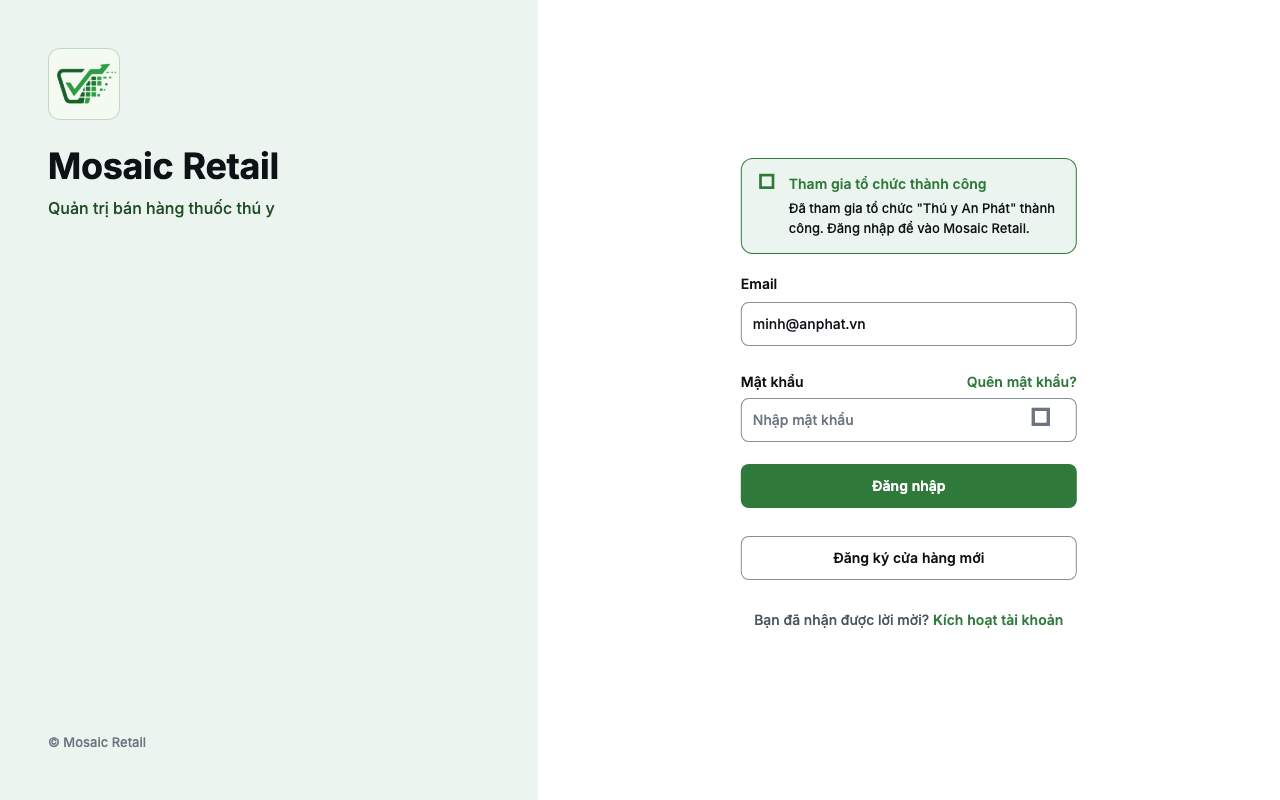 Mosaic Retail
Quản trị bán hàng thuốc thú y
Tham gia tổ chức thành công
Đã tham gia tổ chức "Thú y An Phát" thành
công. Đăng nhập để vào Mosaic Retail.
Email
minh@anphat.vn
Mật khẩu
Quên mật khẩu?
Nhập mật khẩu
Đăng nhập
Đăng ký cửa hàng mới
Bạn đã nhận được lời mời? Kích hoạt tài khoản
© Mosaic Retail